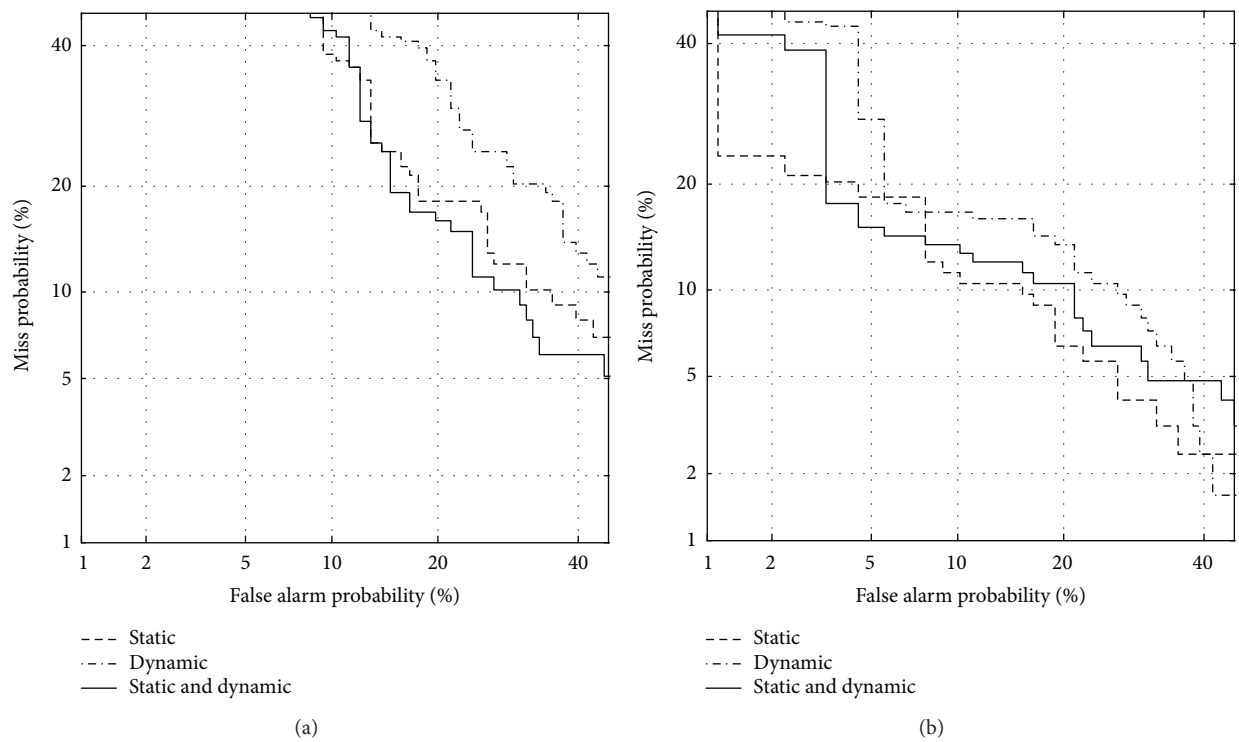 Miss probability (%)
40
20
10
5
2
1
1 2 5 10 20 40
False alarm probability (%)
Static
Dynamic
Static and dynamic
(a)
Miss probability (%)
40
20
10
5
2
1
1 2 5 10 20 40
False alarm probability (%)
Static
Dynamic
Static and dynamic
(b)